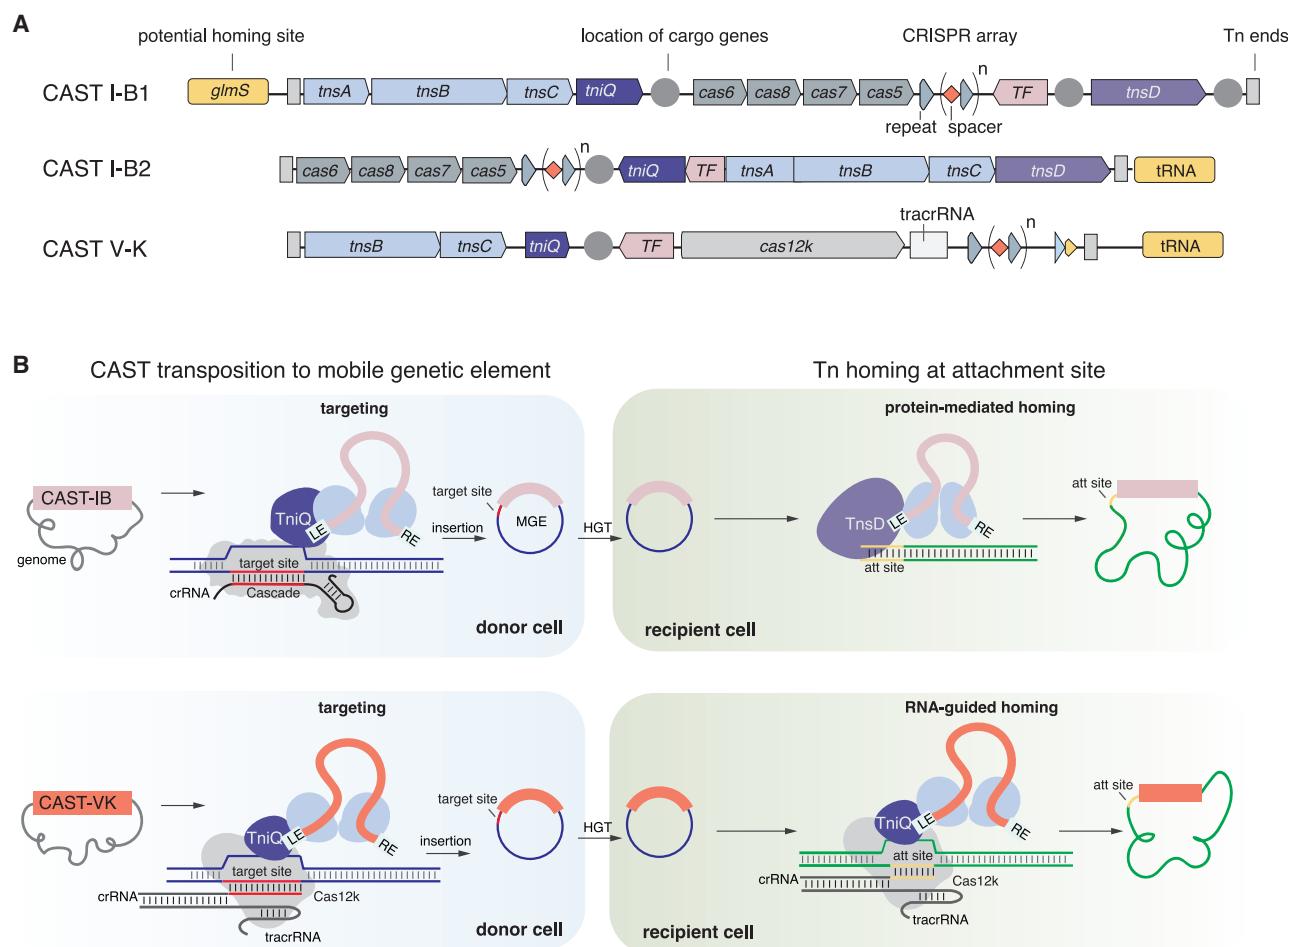 A
potential homing site
location of cargo genes
CRISPR array
Tn ends
CAST I-B1
glmS
tnsA
tnsB
tnsC
tniQ
cas6
cas8
cas7
cas5
n
TF
tnsD
repeat
spacer
CAST I-B2
cas6
cas8
cas7
cas5
n
tniQ
TF
tnsA
tnsB
tnsC
tnsD
tRNA
CAST V-K
tnsB
tnsC
tniQ
TF
cas12k
tracrRNA
n
tRNA
B
CAST transposition to mobile genetic element
Tn homing at attachment site
targeting
protein-mediated homing
CAST-IB
genome
TniQ
LE
RE
target site
crRNA
Cascade
insertion
target site
MGE
HGT
donor cell
recipient cell
TnsD
LE
RE
att site
att site
targeting
RNA-guided homing
CAST-VK
TniQ
LE
RE
target site
crRNA
Cas12k
tracrRNA
insertion
target site
HGT
donor cell
recipient cell
TniQ
LE
RE
att site
crRNA
Cas12k
tracrRNA
att site